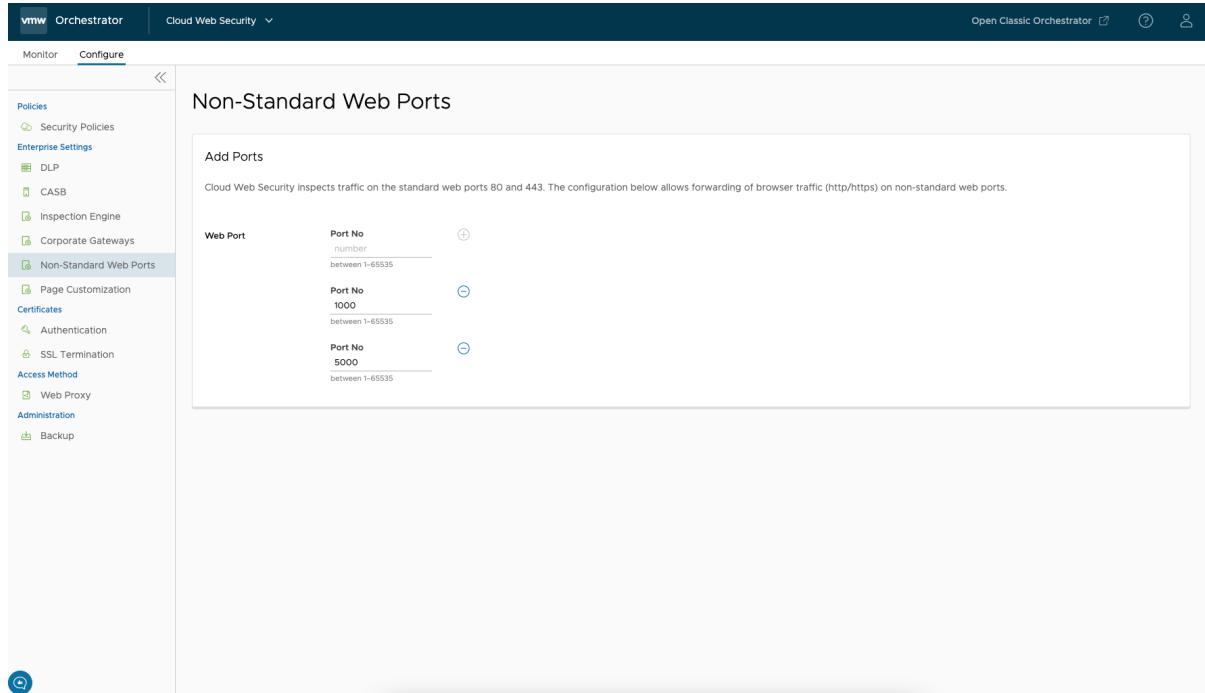 vmw Orchestrator Cloud Web Security Open Classic Orchestrator
Monitor Configure
Policies
Security Policies
Enterprise Settings
DLP
CASB
Inspection Engine
Corporate Gateways
Non-Standard Web Ports
Page Customization
Certificates
Authentication
SSL Termination
Access Method
Web Proxy
Administration
Backup
Non-Standard Web Ports
Add Ports
Cloud Web Security inspects traffic on the standard web ports 80 and 443. The configuration below allows forwarding of browser traffic (http/https) on non-standard web ports.
Web Port
Port No
number
between 1-65535
Port No
1000
between 1-65535
Port No
5000
between 1-65535